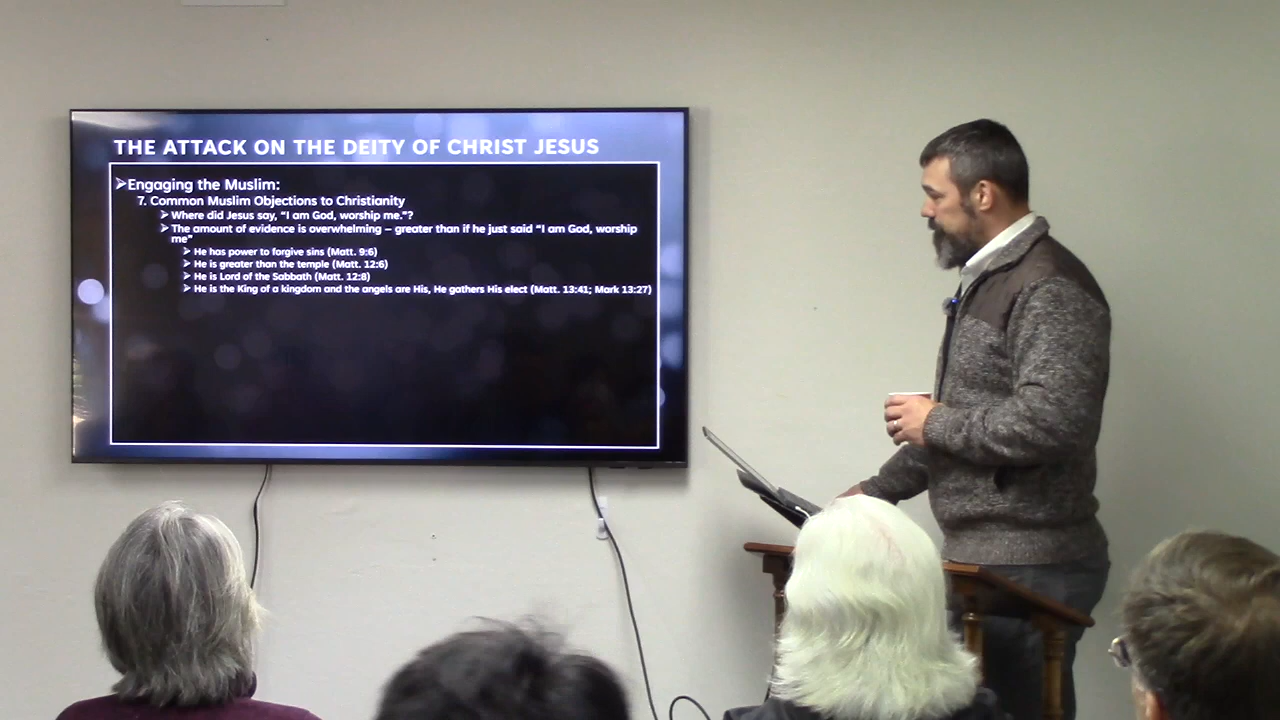 THE ATTACK ON THE DEITY OF CHRIST JESUS
➢Engaging the Muslim:
7. Common Muslim Objections to Christianity
➢Where did Jesus say, “I am God, worship me.”?
➢The amount of evidence is overwhelming – greater than if he just said “I am God, worship
me”
➢He has power to forgive sins (Matt. 9:6)
➢He is greater than the temple (Matt. 12:6)
➢He is Lord of the Sabbath (Matt. 12:8)
➢He is the King of a kingdom and the angels are His, He gathers His elect (Matt. 13:41; Mark 13:27)